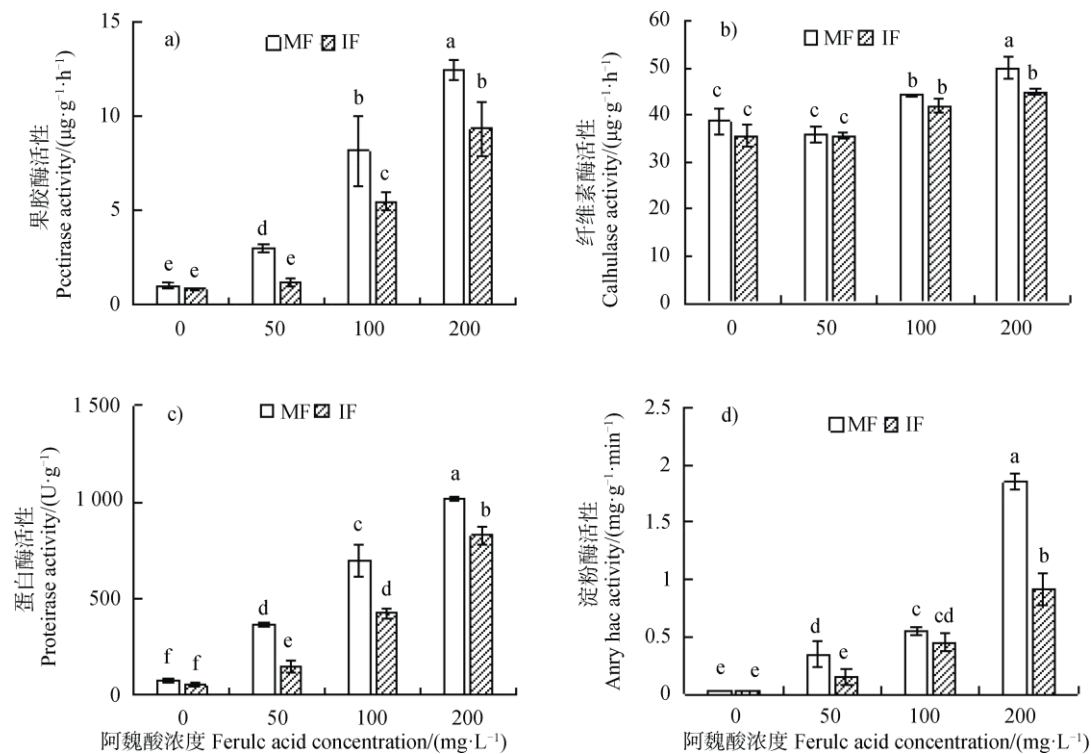 a)
MF IF
果胶酶活性
Pcctirase activity/(μg·g⁻¹·h⁻¹)
15
10
5
0
e e d e b c a b
0 50 100 200
b)
MF IF
纤维素酶活性
Calhulase activity/(μg·g⁻¹·h⁻¹)
60
50
40
30
20
10
0
c c c c b b a b
0 50 100 200
c)
MF IF
蛋白酶活性
Proteirase activity/(U·g⁻¹)
1 500
1 000
500
0
f f d e c d a b
0 50 100 200
阿魏酸浓度 Ferulc acid concentration/(mg·L⁻¹)
d)
MF IF
淀粉酶活性
Aury hac activity/(mg·g⁻¹·min⁻¹)
2.5
2
1.5
1
0.5
0
e e d e c cd a b
0 50 100 200
阿魏酸浓度 Ferulc acid concentration/(mg·L⁻¹)